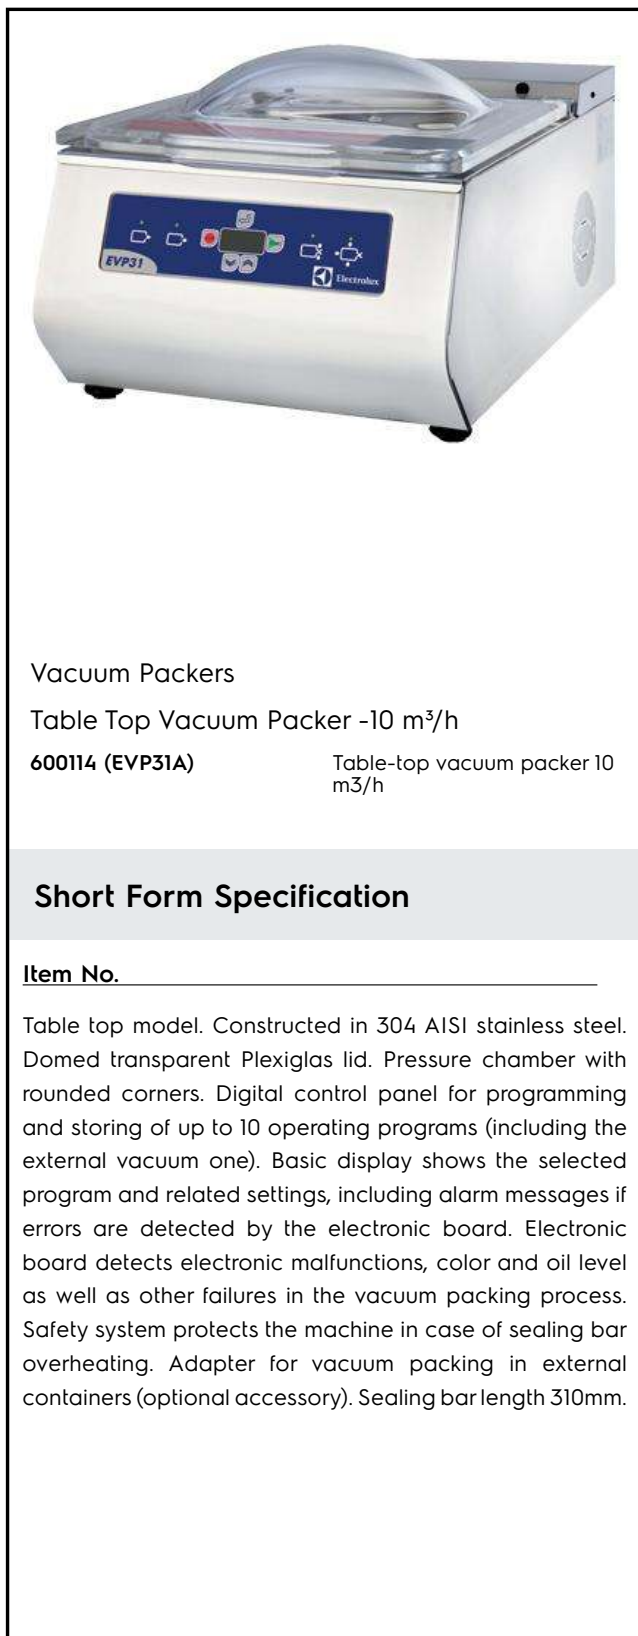 EVP31
Electrolux
Vacuum Packers
Table Top Vacuum Packer -10 m³/h
600114 (EVP31A)
Table-top vacuum packer 10
m3/h
Short Form Specification
Item No.
Table top model. Constructed in 304 AISI stainless steel.
Domed transparent Plexiglas lid. Pressure chamber with
rounded corners. Digital control panel for programming
and storing of up to 10 operating programs (including the
external vacuum one). Basic display shows the selected
program and related settings, including alarm messages if
errors are detected by the electronic board. Electronic
board detects electronic malfunctions, color and oil level
as well as other failures in the vacuum packing process.
Safety system protects the machine in case of sealing bar
overheating. Adapter for vacuum packing in external
containers (optional accessory). Sealing bar length 310mm.